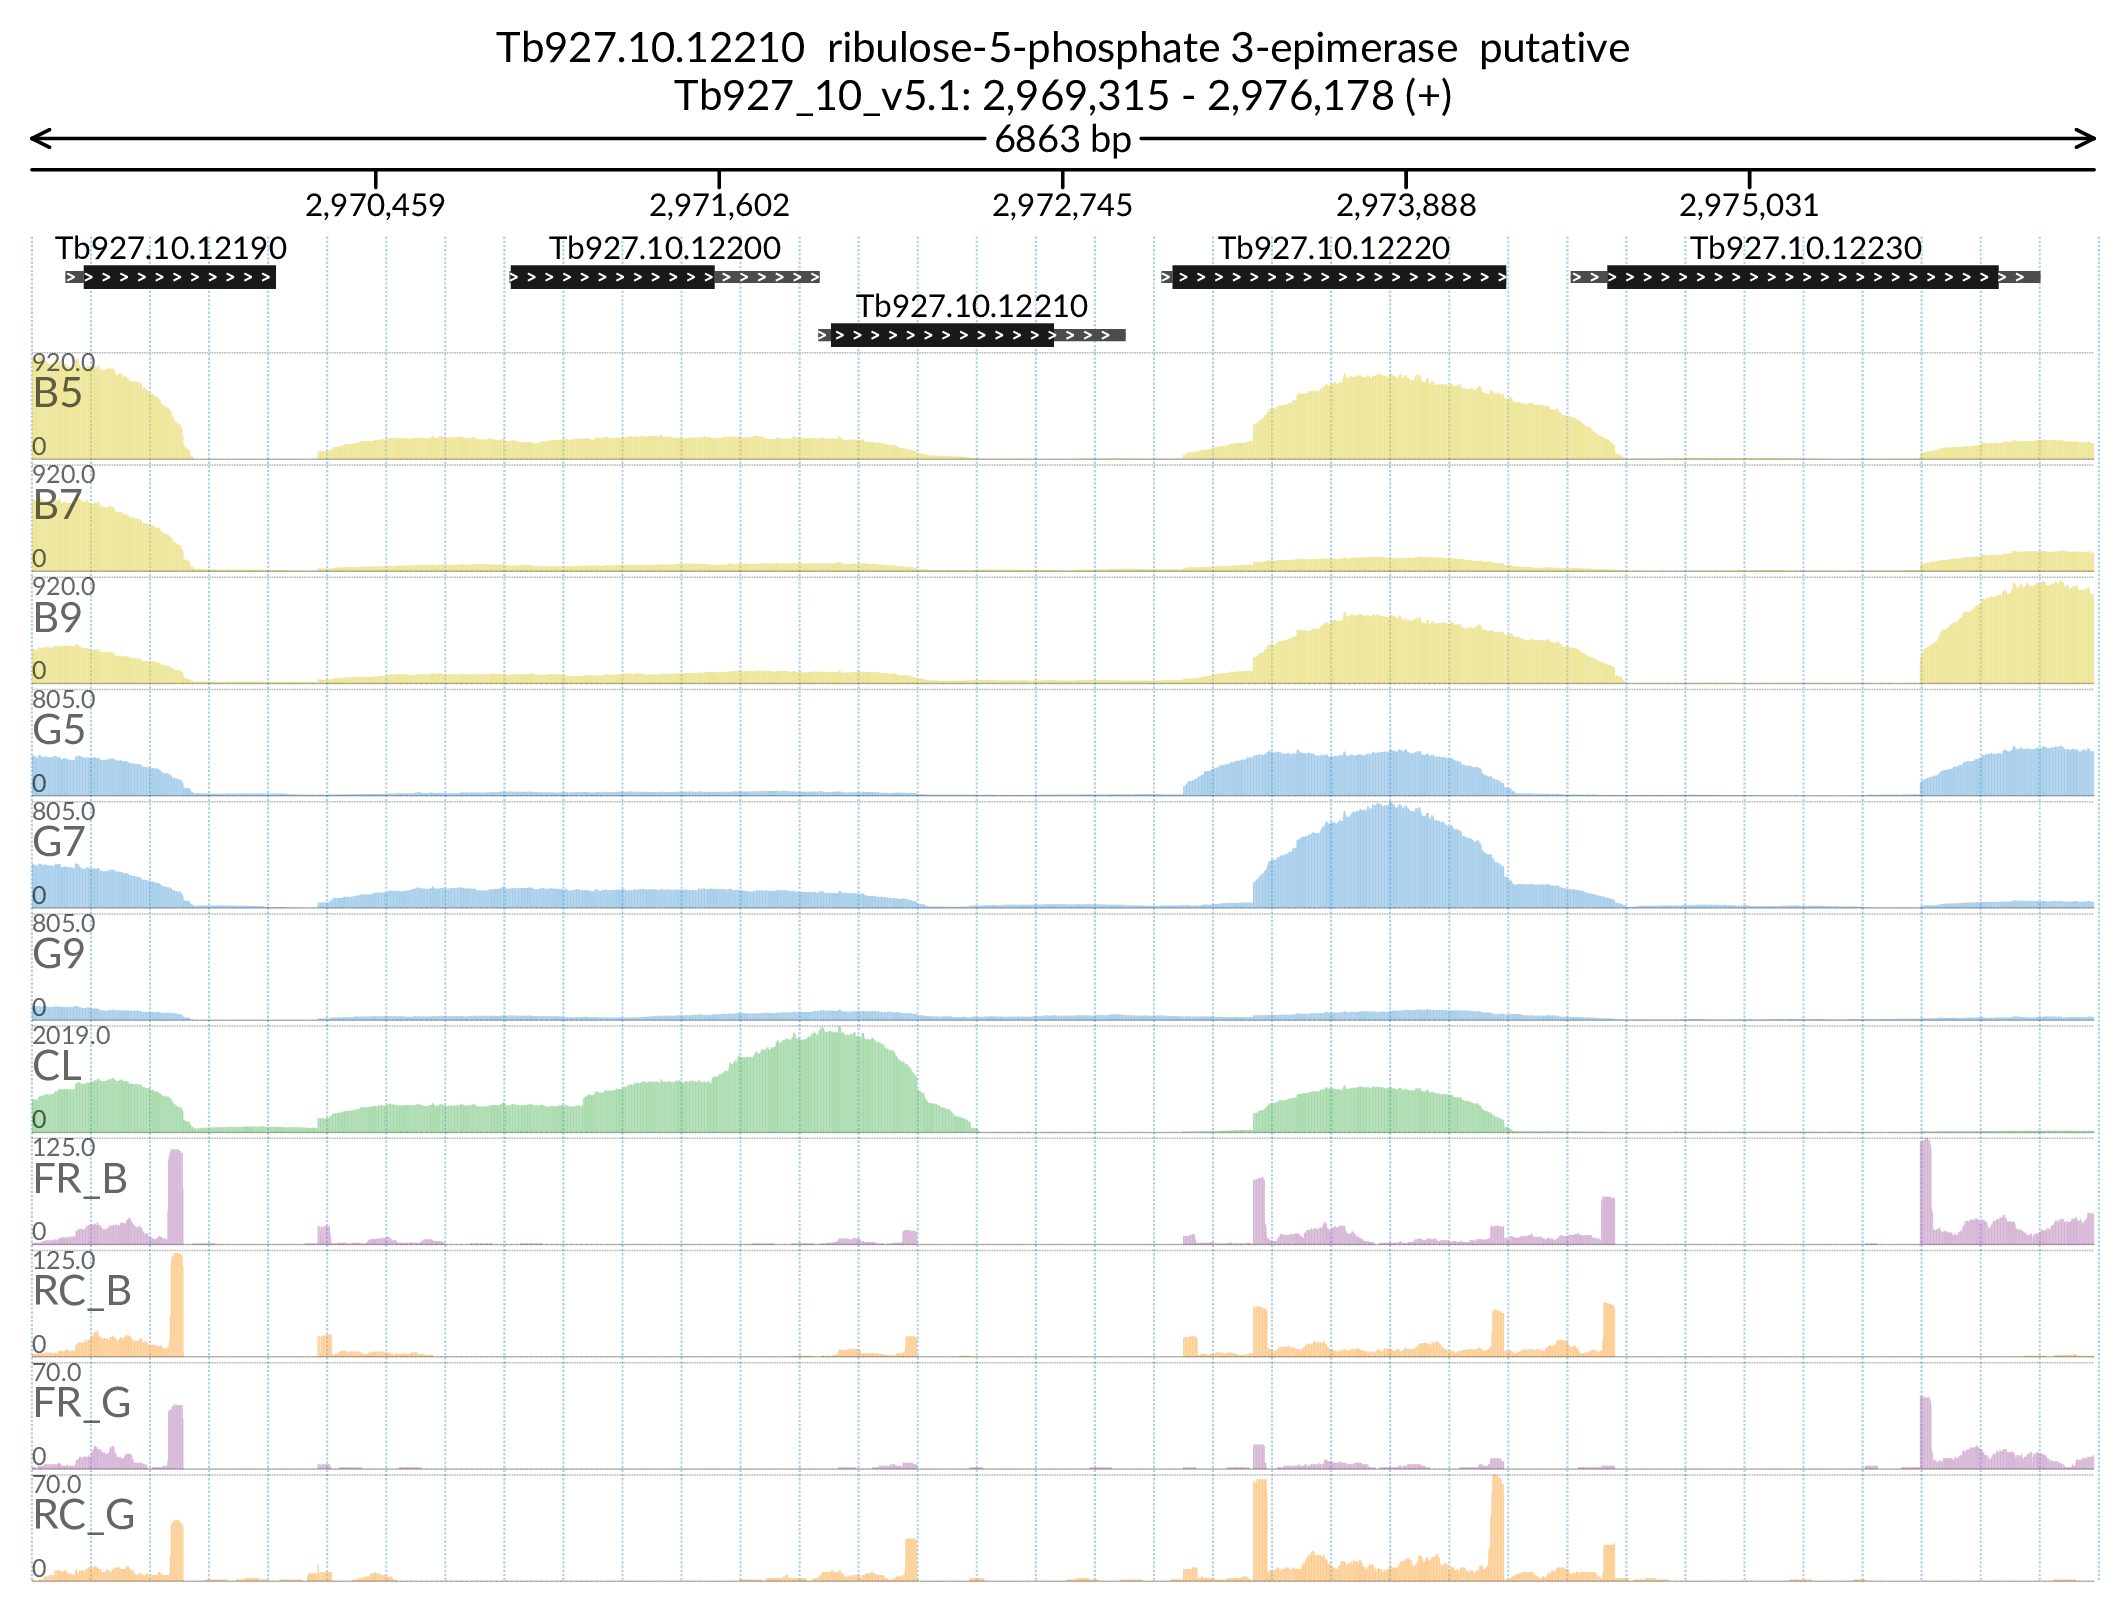 Tb927.10.12210  ribulose-5-phosphate 3-epimerase  putative
Tb927_10_v5.1: 2,969,315 - 2,976,178 (+)
6863 bp
2,970,459 2,971,602 2,972,745 2,973,888 2,975,031
Tb927.10.12190 Tb927.10.12200 Tb927.10.12220 Tb927.10.12230
Tb927.10.12210
920.0
B5
0
920.0
B7
0
920.0
B9
0
805.0
G5
0
805.0
G7
0
805.0
G9
0
2019.0
CL
0
125.0
FR_B
0
125.0
RC_B
0
70.0
FR_G
0
70.0
RC_G
0